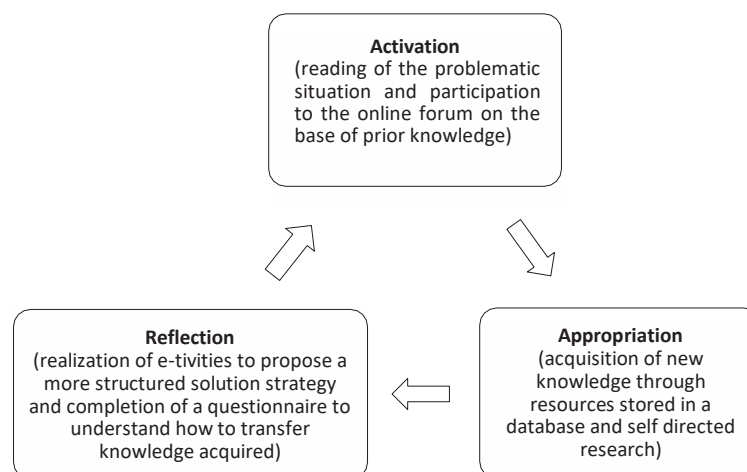 Activation
(reading of the problematic
situation and participation
to the online forum on the
base of prior knowledge)
Reflection
(realization of e-tivities to propose a
more structured solution strategy
and completion of a questionnaire to
understand how to transfer
knowledge acquired)
Appropriation
(acquisition of new
knowledge through
resources stored in a
database and self directed
research)